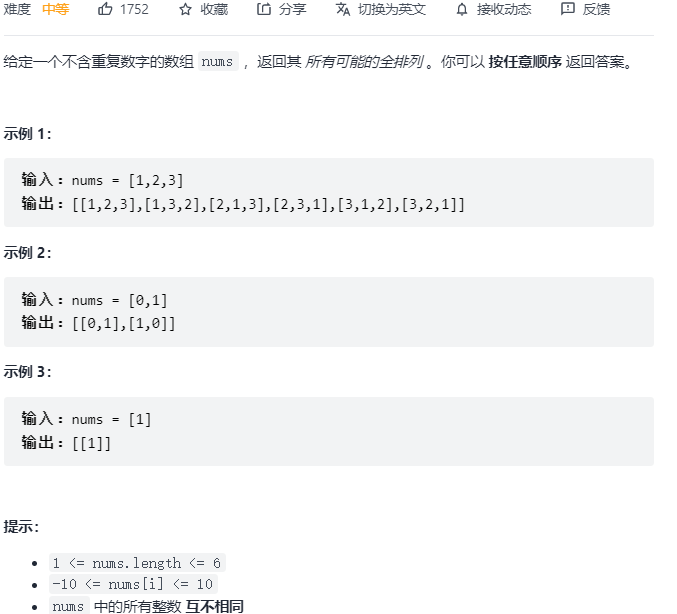 难度 中等 1752 收藏 分享 切换为英文 接收动态 反馈
给定一个不含重复数字的数组 nums ，返回其 所有可能的全排列 。你可以 按任意顺序 返回答案。
示例 1：
输入：nums = [1,2,3]
输出：[[1,2,3],[1,3,2],[2,1,3],[2,3,1],[3,1,2],[3,2,1]]
示例 2：
输入：nums = [0,1]
输出：[[0,1],[1,0]]
示例 3：
输入：nums = [1]
输出：[[1]]
提示：
• 1 <= nums.length <= 6
• -10 <= nums[i] <= 10
• nums 中的所有整数 互不相同